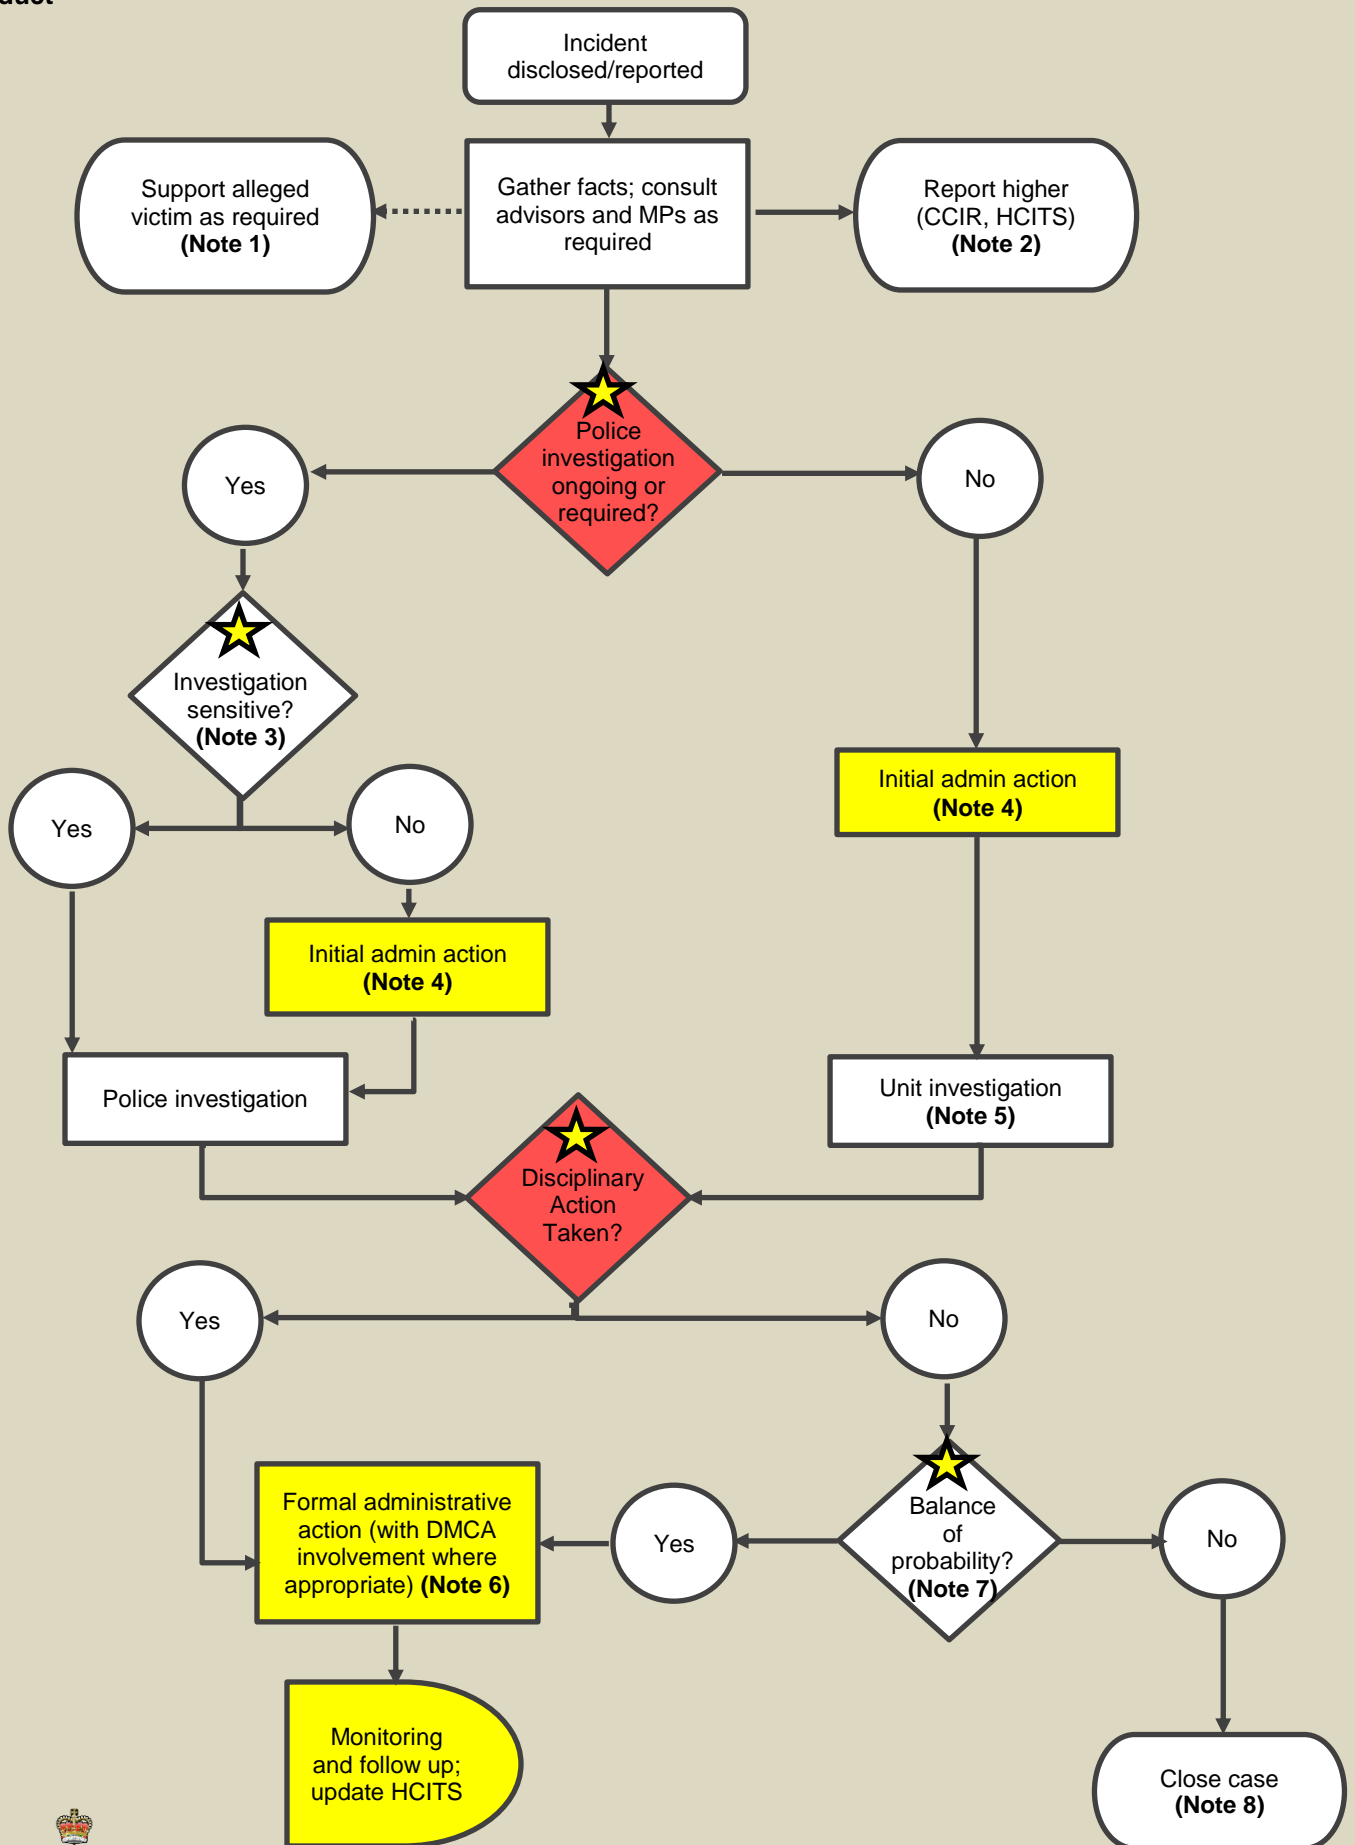 Incident
disclosed/reported
Support alleged
victim as required
(Note 1)
Gather facts; consult
advisors and MPs as
required
Report higher
(CCIR, HCITS)
(Note 2)
Police
investigation
ongoing or
required?
Yes
No
Investigation
sensitive?
(Note 3)
Initial admin action
(Note 4)
Yes
No
Initial admin action
(Note 4)
Police investigation
Unit investigation
(Note 5)
Disciplinary
Action
Taken?
Yes
No
Formal administrative
action (with DMCA
involvement where
appropriate) (Note 6)
Yes
Balance
of
probability?
(Note 7)
No
Monitoring
and follow up;
update HCITS
Close case
(Note 8)